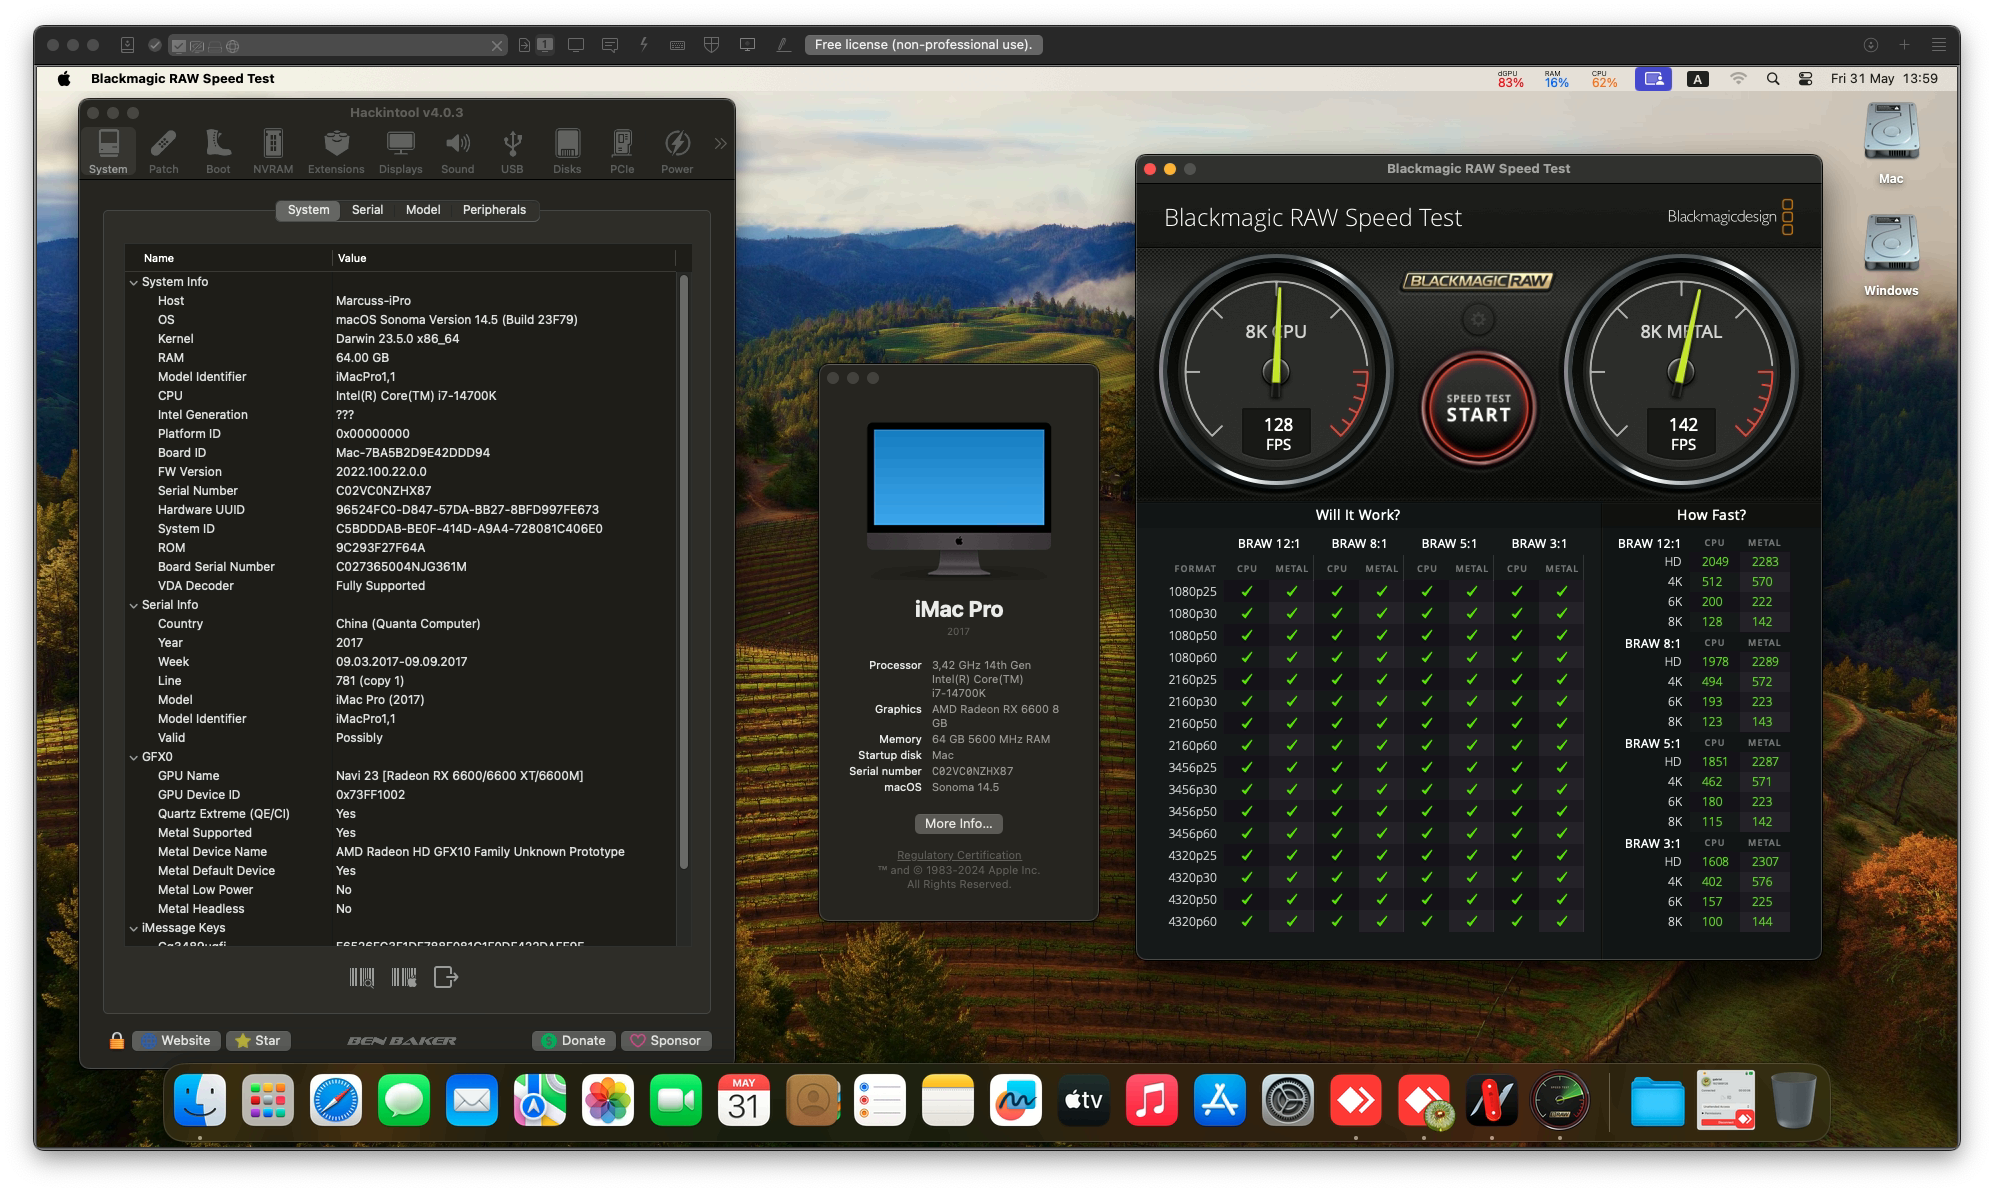 1
Free license (non-professional use).
Blackmagic RAW Speed Test
dGPU 83%
RAM 16%
CPU 62%
A
Fri 31 May 13:59
Hackintool v4.0.3
System Patch Boot NVRAM Extensions Displays Sound USB Disks PCIe Power
System Serial Model Peripherals
Name Value
System Info
Host Marcuss-iPro
OS macOS Sonoma Version 14.5 (Build 23F79)
Kernel Darwin 23.5.0 x86_64
RAM 64.00 GB
Model Identifier iMacPro1,1
CPU Intel(R) Core(TM) i7-14700K
Intel Generation ???
Platform ID 0x00000000
Board ID Mac-7BA5B2D9E42DDD94
FW Version 2022.100.22.0.0
Serial Number C02VC0NZHX87
Hardware UUID 96524FC0-D847-57DA-BB27-8BFD997FE673
System ID C5BDDDAB-BE0F-414D-A9A4-728081C406E0
ROM 9C293F27F64A
Board Serial Number C027365004NJG361M
VDA Decoder Fully Supported
Serial Info
Country China (Quanta Computer)
Year 2017
Week 09.03.2017-09.09.2017
Line 781 (copy 1)
Model iMac Pro (2017)
Model Identifier iMacPro1,1
Valid Possibly
GFX0
GPU Name Navi 23 [Radeon RX 6600/6600 XT/6600M]
GPU Device ID 0x73FF1002
Quartz Extreme (QE/CI) Yes
Metal Supported Yes
Metal Device Name AMD Radeon HD GFX10 Family Unknown Prototype
Metal Default Device Yes
Metal Low Power No
Metal Headless No
iMessage Keys
Website Star BEN BAKER Donate Sponsor
iMac Pro
2017
Processor 3,42 GHz 14th Gen
Intel(R) Core(TM)
i7-14700K
Graphics AMD Radeon RX 6600 8
GB
Memory 64 GB 5600 MHz RAM
Startup disk Mac
Serial number C02VC0NZHX87
macOS Sonoma 14.5
More Info...
Regulatory Certification
™ and © 1983-2024 Apple Inc.
All Rights Reserved.
Blackmagic RAW Speed Test
Blackmagic RAW Speed Test
Blackmagicdesign
BLACKMAGIC RAW
8K CPU
128
FPS
SPEED TEST
START
8K METAL
142
FPS
Will It Work?
BRAW 12:1 BRAW 8:1 BRAW 5:1 BRAW 3:1
FORMAT CPU METAL CPU METAL CPU METAL CPU METAL
1080p25 ✓ ✓ ✓ ✓ ✓ ✓ ✓ ✓
1080p30 ✓ ✓ ✓ ✓ ✓ ✓ ✓ ✓
1080p50 ✓ ✓ ✓ ✓ ✓ ✓ ✓ ✓
1080p60 ✓ ✓ ✓ ✓ ✓ ✓ ✓ ✓
2160p25 ✓ ✓ ✓ ✓ ✓ ✓ ✓ ✓
2160p30 ✓ ✓ ✓ ✓ ✓ ✓ ✓ ✓
2160p50 ✓ ✓ ✓ ✓ ✓ ✓ ✓ ✓
2160p60 ✓ ✓ ✓ ✓ ✓ ✓ ✓ ✓
3456p25 ✓ ✓ ✓ ✓ ✓ ✓ ✓ ✓
3456p30 ✓ ✓ ✓ ✓ ✓ ✓ ✓ ✓
3456p50 ✓ ✓ ✓ ✓ ✓ ✓ ✓ ✓
3456p60 ✓ ✓ ✓ ✓ ✓ ✓ ✓ ✓
4320p25 ✓ ✓ ✓ ✓ ✓ ✓ ✓ ✓
4320p30 ✓ ✓ ✓ ✓ ✓ ✓ ✓ ✓
4320p50 ✓ ✓ ✓ ✓ ✓ ✓ ✓ ✓
4320p60 ✓ ✓ ✓ ✓ ✓ ✓ ✓ ✓
How Fast?
BRAW 12:1 CPU METAL
HD 2049 2283
4K 512 570
6K 200 222
8K 128 142
BRAW 8:1 CPU METAL
HD 1978 2289
4K 494 572
6K 193 223
8K 123 143
BRAW 5:1 CPU METAL
HD 1851 2287
4K 462 571
6K 180 223
8K 115 142
BRAW 3:1 CPU METAL
HD 1608 2307
4K 402 576
6K 157 225
8K 100 144
Mac
Windows
MAY
31
tv